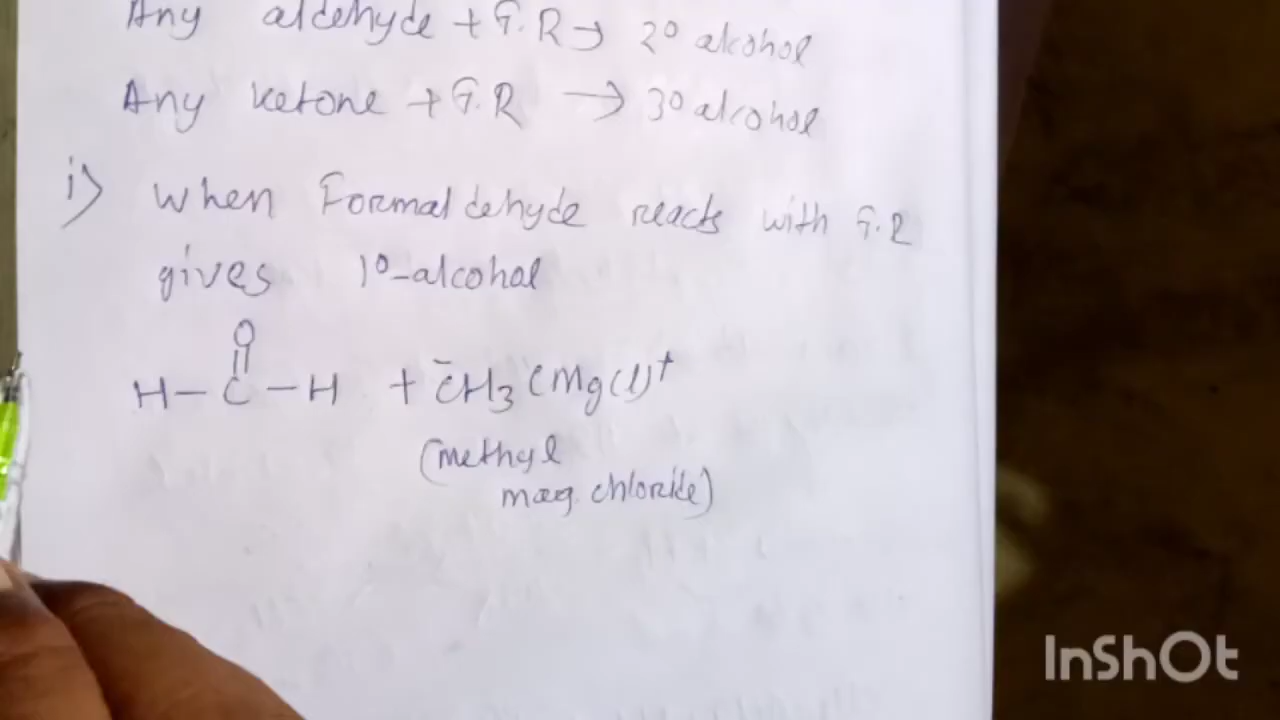 Any aldehyde + G.R → 2° alcohol
Any ketone + G.R → 3° alcohol
i) When Formaldehyde reacts with G.R
gives 1°-alcohol
O
||
H – C – H + C̄H3 (MgCl)⁺
(methyl
mag. chloride)
InShOt